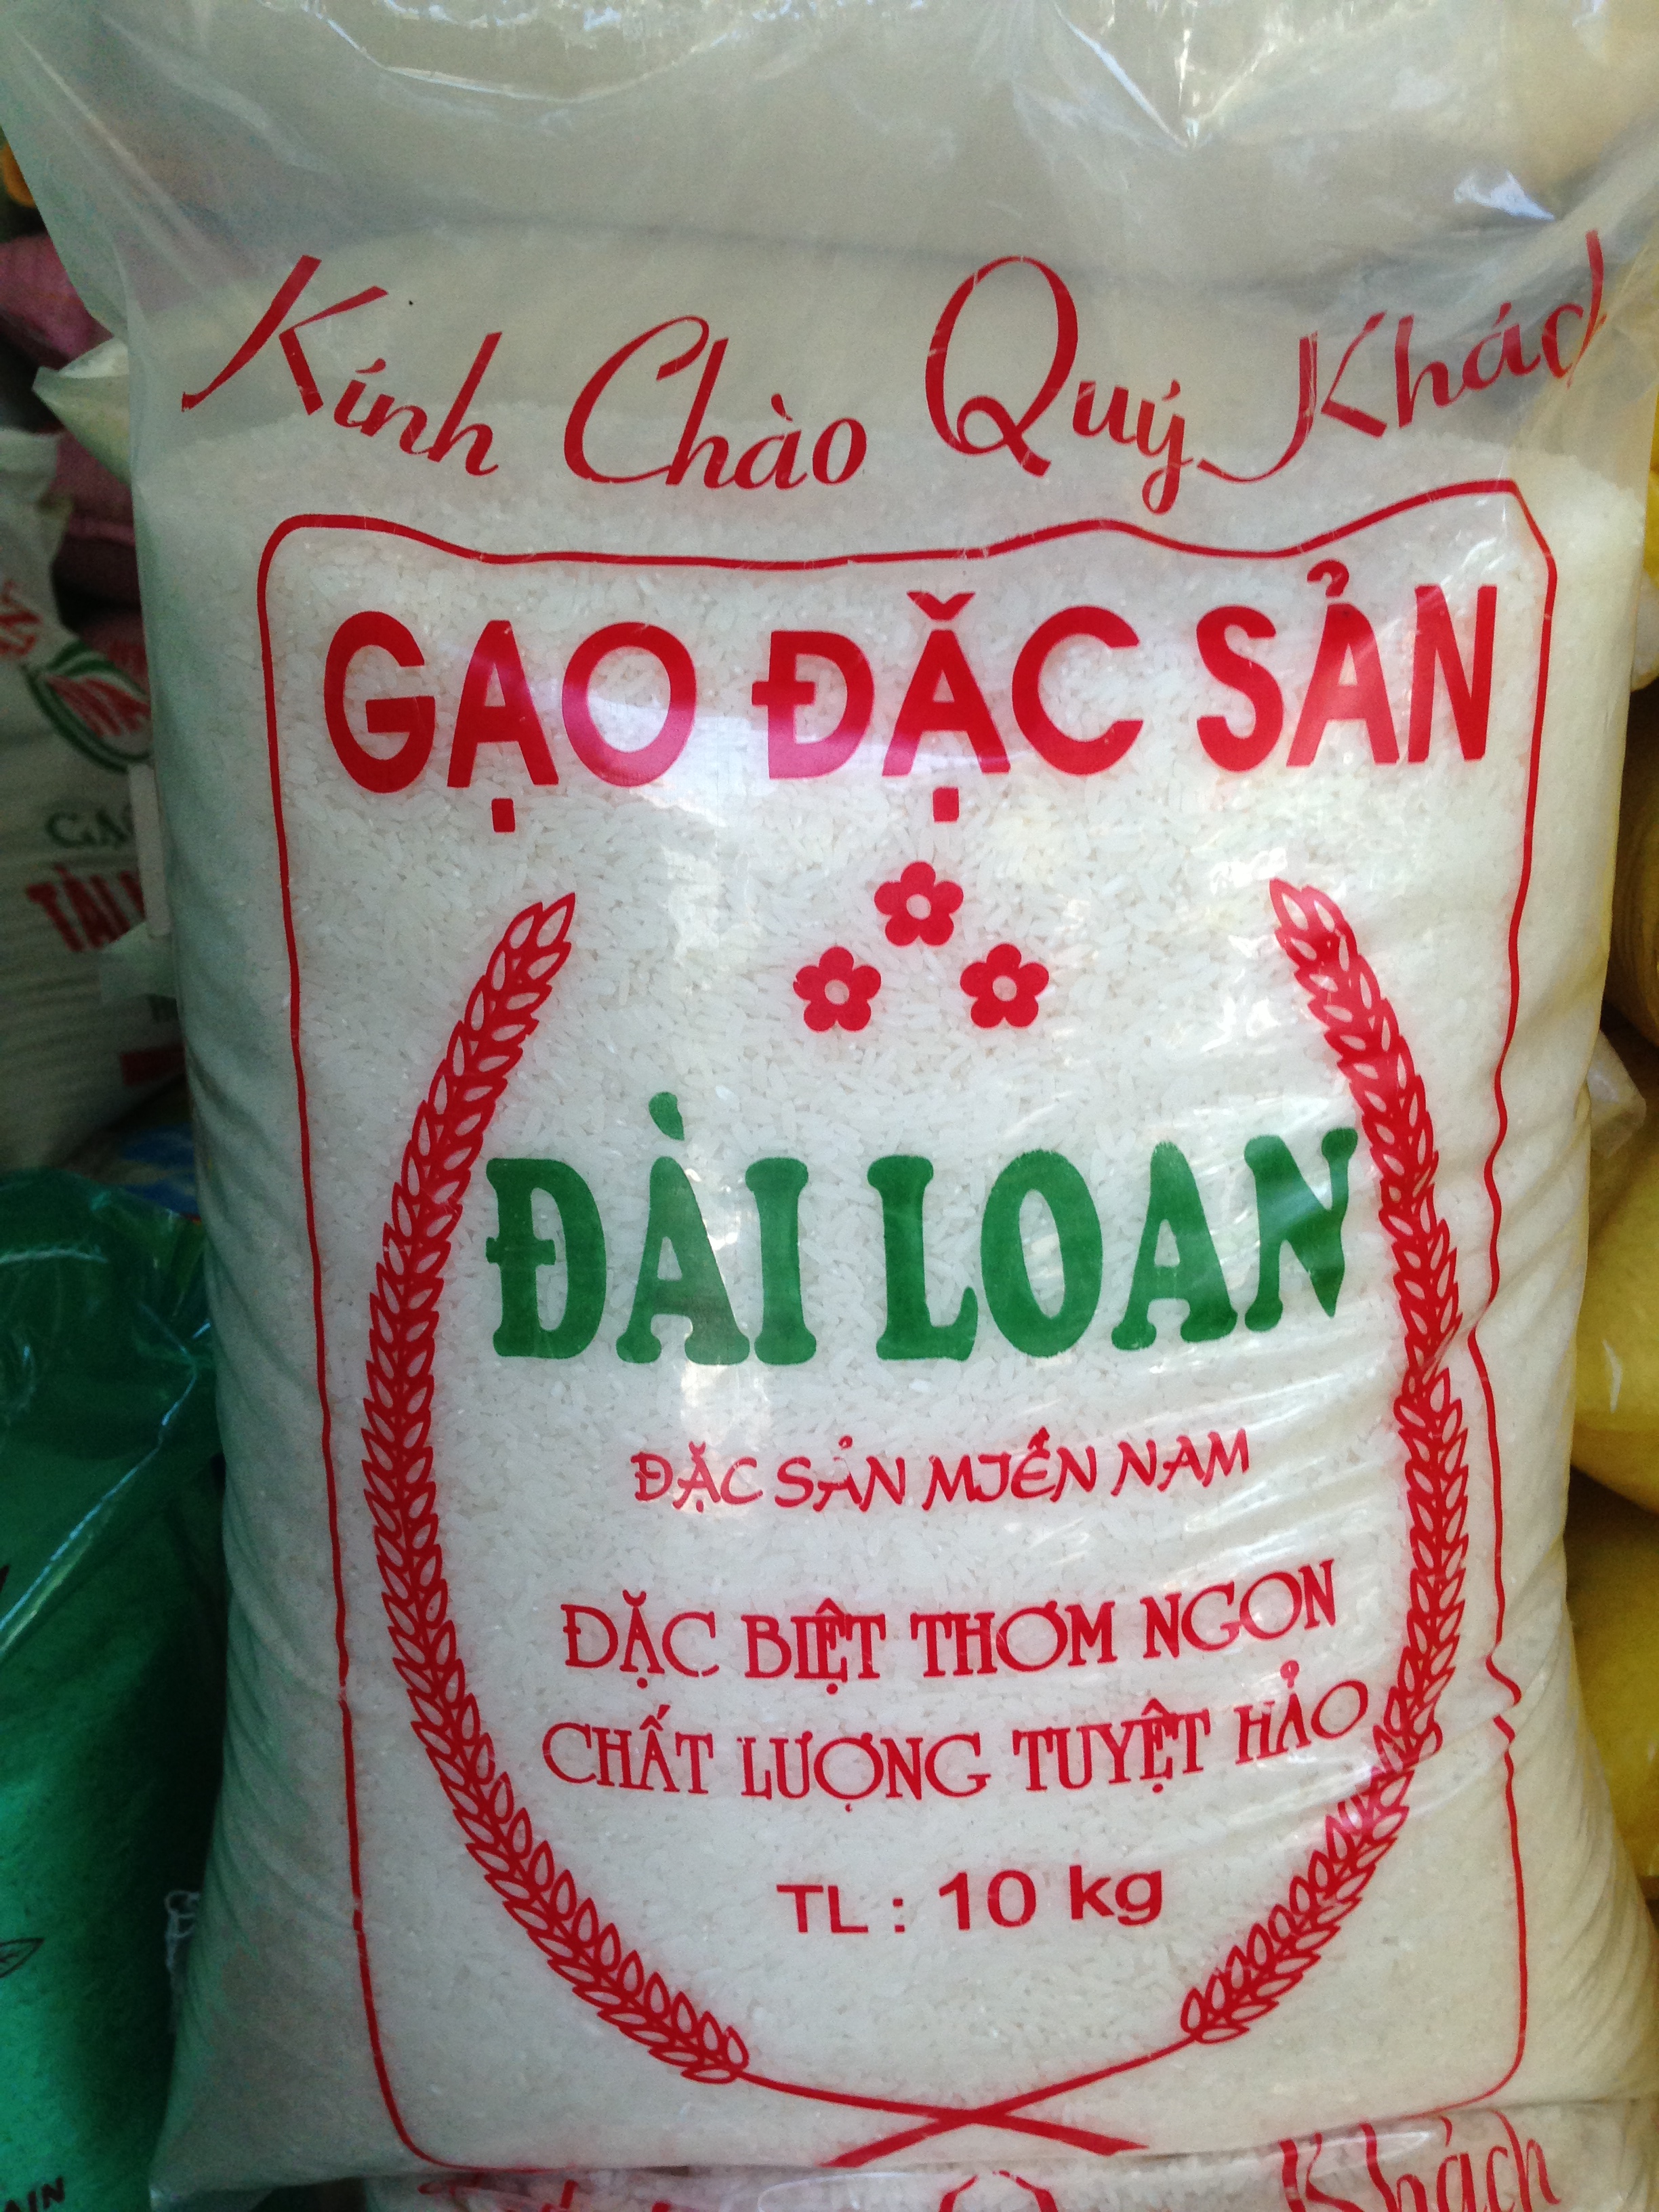 Kính Chào Quý Khách
GẠO ĐẶC SẢN
ĐÀI LOAN
ĐẶC SẢN MIỀN NAM
ĐẶC BIỆT THƠM NGON
CHẤT LƯỢNG TUYỆT HẢO
TL : 10 kg
Khách